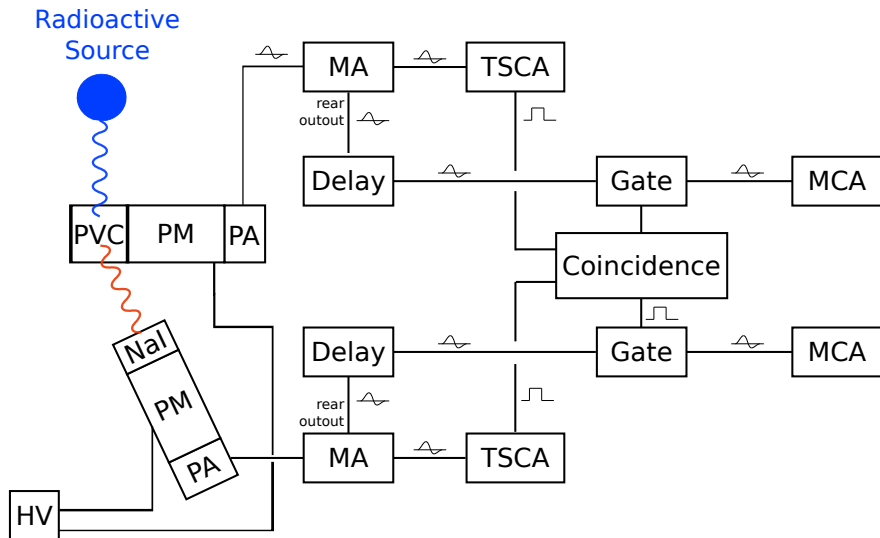 Radioactive
Source
MA
TSCA
rear
outout
Delay
Gate
MCA
PVC
PM
PA
Coincidence
NaI
PM
PA
Delay
Gate
MCA
rear
outout
MA
TSCA
HV